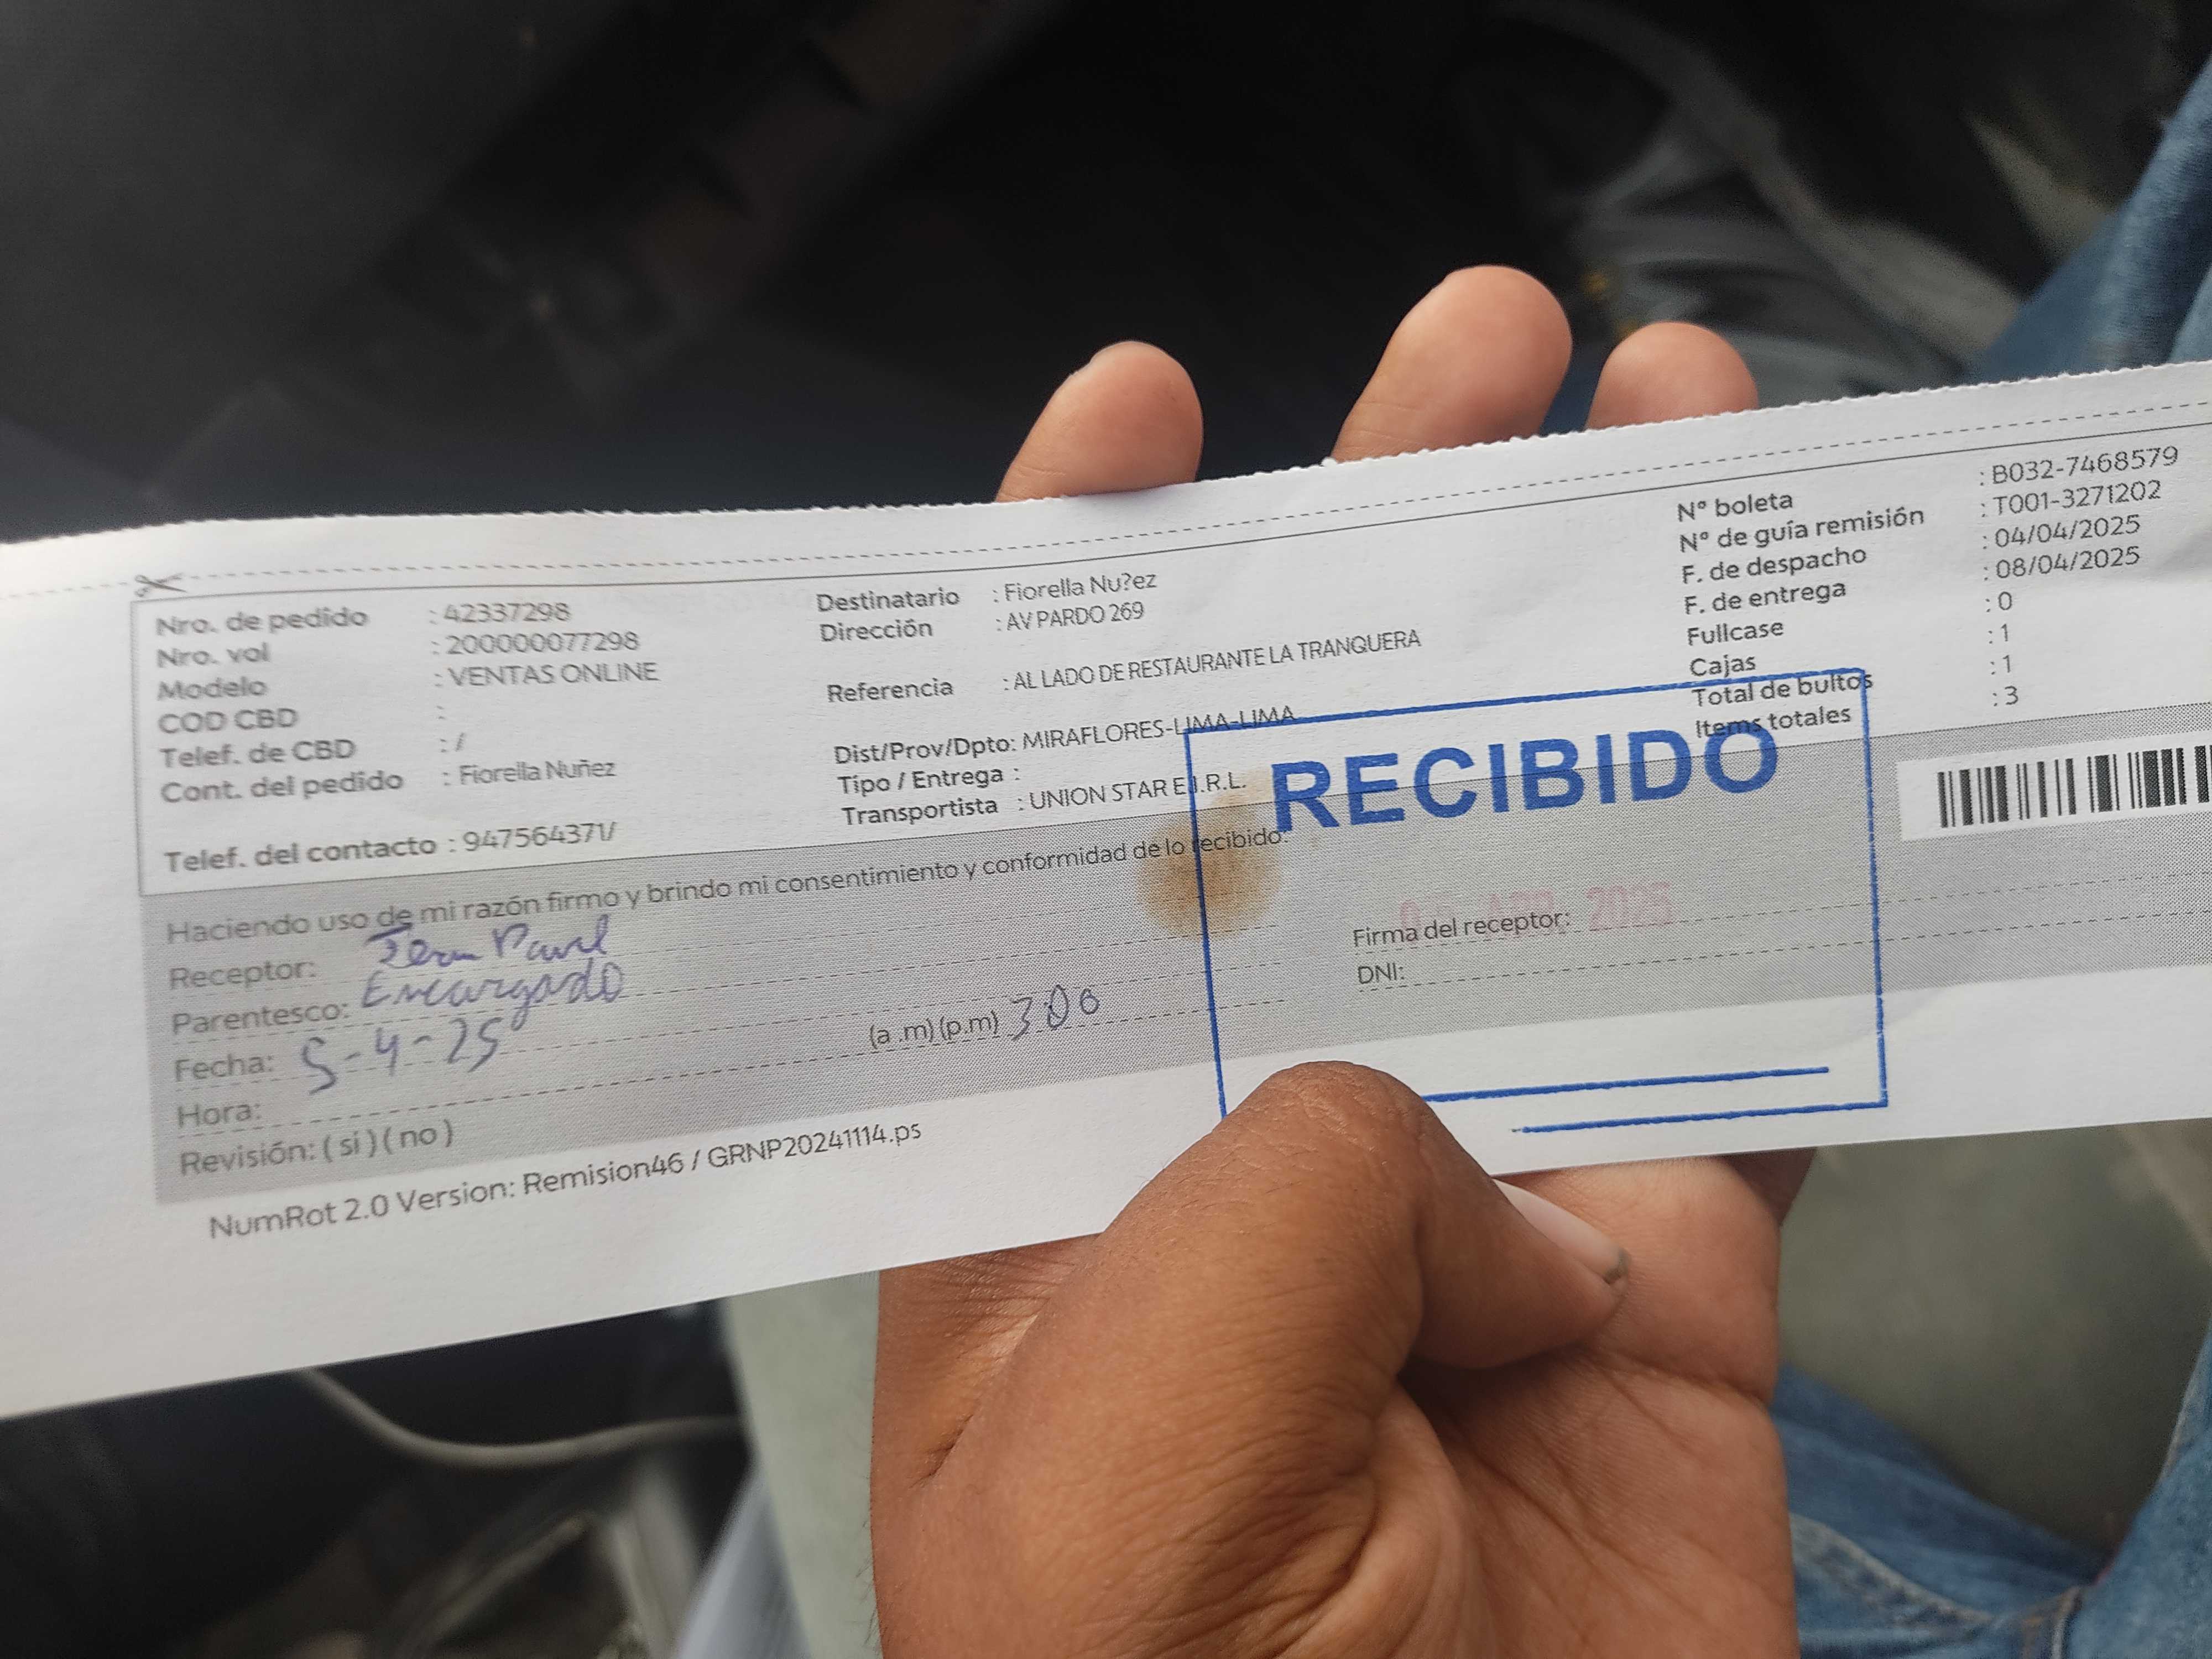 Nro. de pedido : 42337298
Nro. vol : 200000077298
Modelo : VENTAS ONLINE
COD CBD :
Telef. de CBD : /
Cont. del pedido : Fiorella Nuñez
Telef. del contacto : 947564371/
Destinatario : Fiorella Nu?ez
Dirección : AV PARDO 269
Referencia : AL LADO DE RESTAURANTE LA TRANQUERA
Dist/Prov/Dpto: MIRAFLORES-LIMA-LIMA
Tipo / Entrega :
Transportista : UNION STAR E.I.R.L.
N° boleta : B032-7468579
N° de guía remisión : T001-3271202
F. de despacho : 04/04/2025
F. de entrega : 08/04/2025
Fullcase : 0
Cajas : 1
Total de bultos : 1
Items totales : 3
RECIBIDO
Haciendo uso de mi razón firmo y brindo mi consentimiento y conformidad de lo recibido.
Receptor:
Parentesco: Encargado
Fecha: 5-4-25
Hora: (a .m) (p.m) 300
Revisión: ( si ) ( no )
Firma del receptor:
2025
DNI:
NumRot 2.0 Version: Remision46 / GRNP20241114.ps